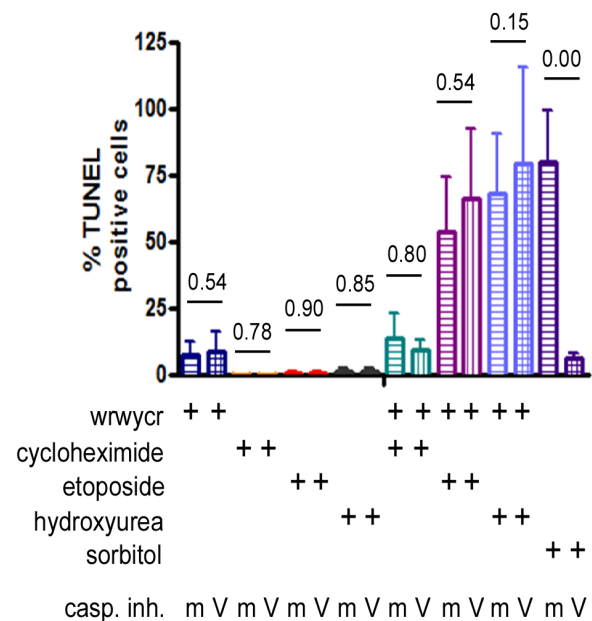 0.15
125
0.00
0.54
100
75
% TUNEL
positive cells
50
0.80
0.54
0.85
0.90
25
0.78
0
wrwycr + + + + + + + +
cycloheximide + + + +
etoposide + + + +
hydroxyurea + + + +
sorbitol + +
casp. inh. m V m V m V m V m V m V m V m V